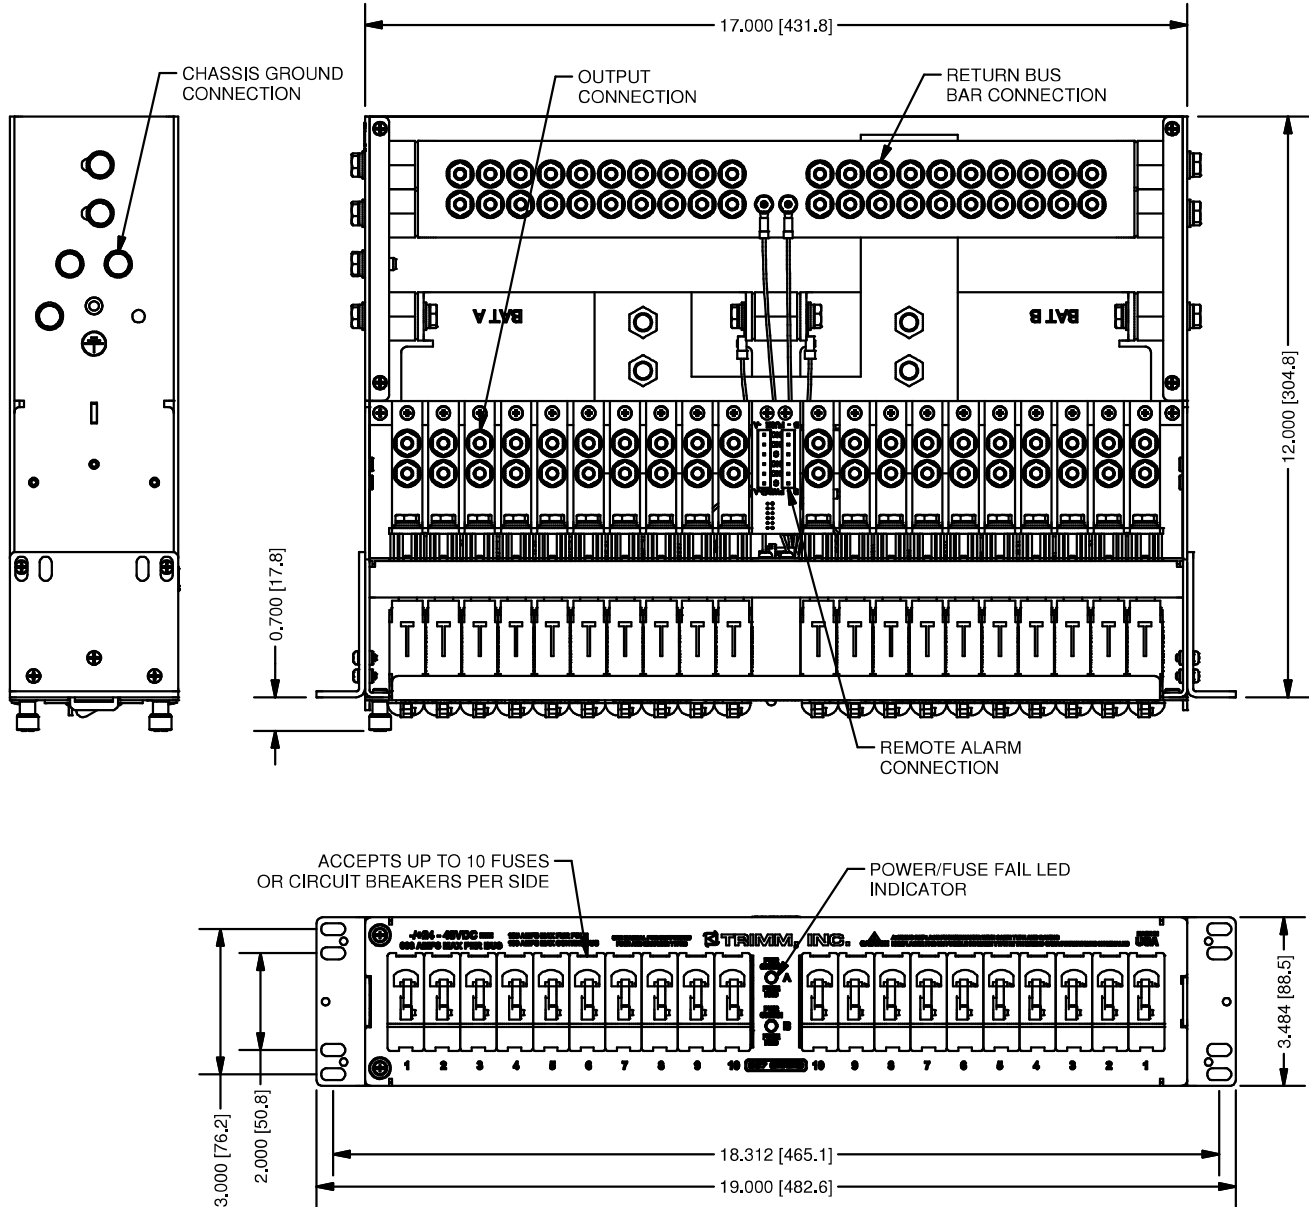 17.000 [431.8]
CHASSIS GROUND
CONNECTION
OUTPUT
CONNECTION
RETURN BUS
BAR CONNECTION
BAT A
BAT B
12.000 [304.8]
0.700 [17.8]
REMOTE ALARM
CONNECTION
ACCEPTS UP TO 10 FUSES
OR CIRCUIT BREAKERS PER SIDE
POWER/FUSE FAIL LED
INDICATOR
TRIMM, INC.
USA
A
B
1 2 3 4 5 6 7 8 9 10 10 9 8 7 6 5 4 3 2 1
3.484 [88.5]
3.000 [76.2]
2.000 [50.8]
18.312 [465.1]
19.000 [482.6]